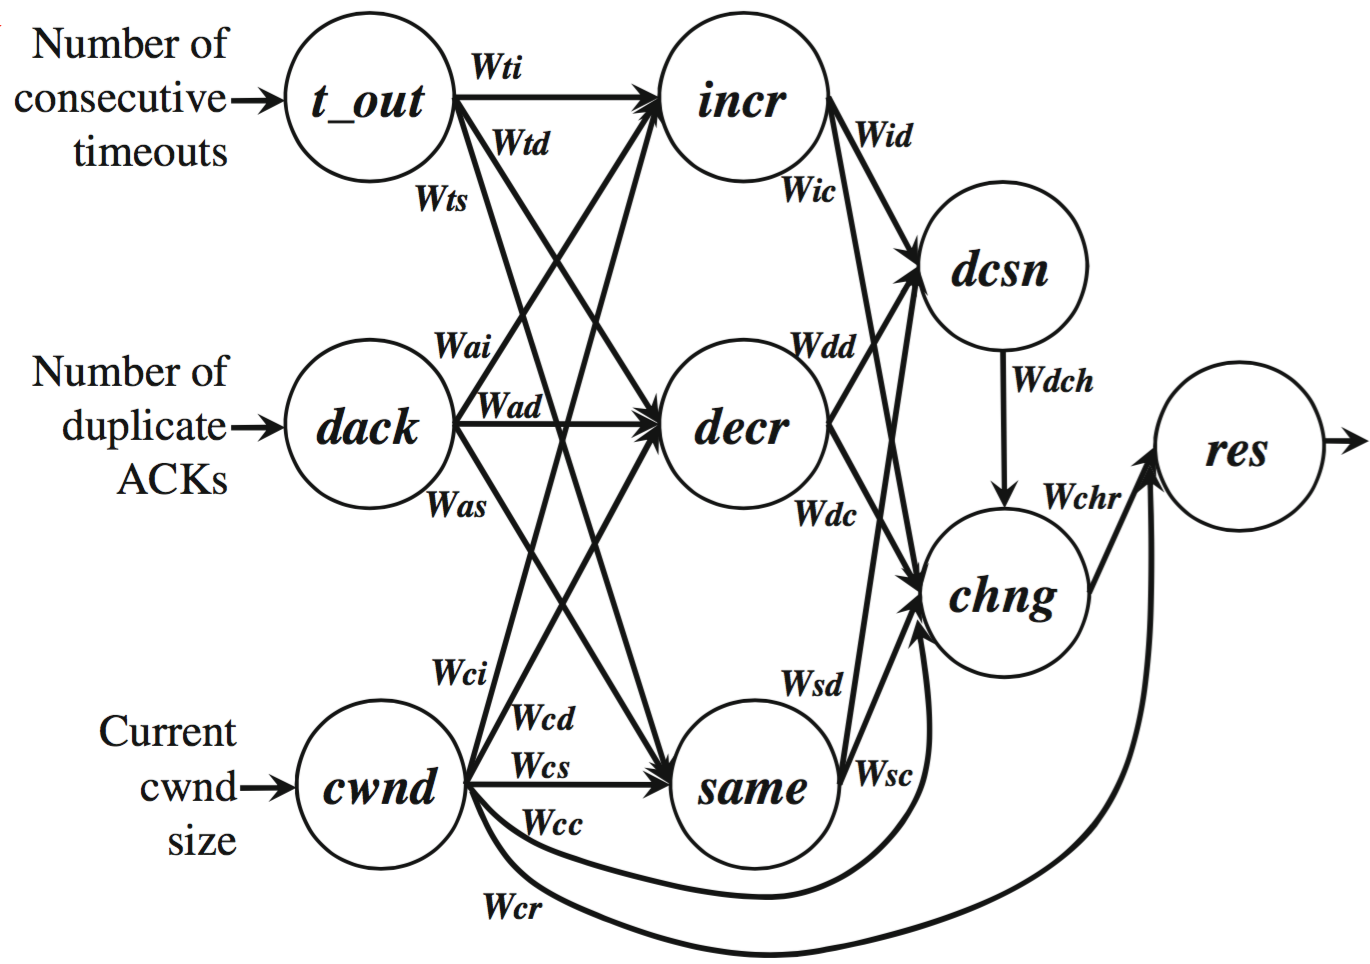 Number of
consecutive
timeouts
t_out
Wti
Wtd
Wts
incr
Wid
Wic
dcsn
Number of
duplicate
ACKs
dack
Wai
Wad
Was
decr
Wdd
Wdc
Wdch
chng
Wchr
res
Current
cwnd
size
cwnd
Wci
Wcd
Wcs
Wcc
Wcr
same
Wsd
Wsc